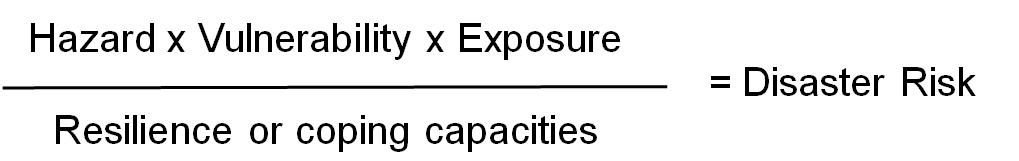 Hazard x Vulnerability x Exposure
= Disaster Risk
Resilience or coping capacities